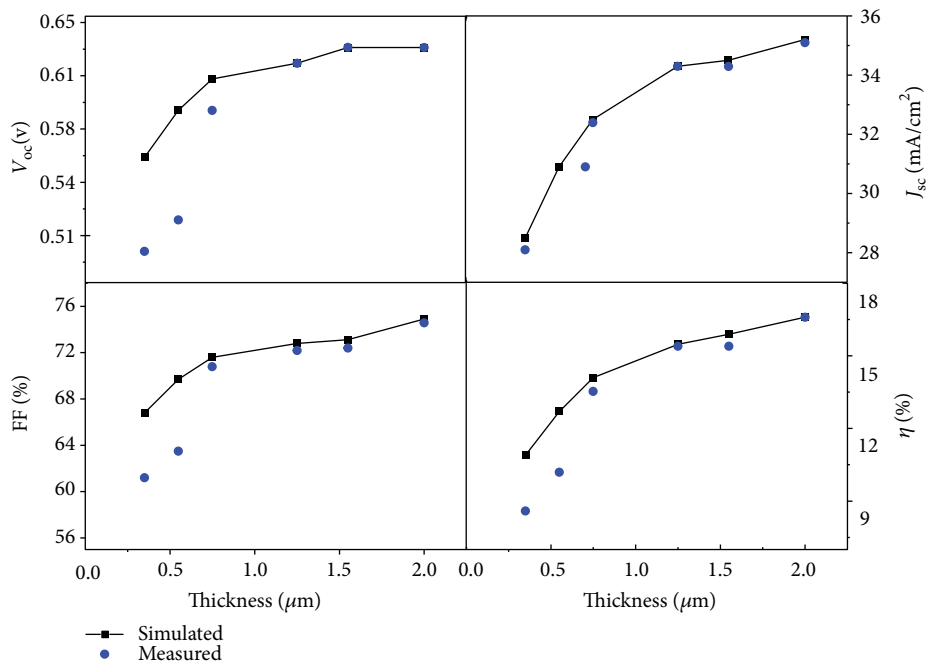 0.65
0.61
0.58
0.54
0.51
V_oc(v)
36
34
32
30
28
J_sc (mA/cm²)
76
72
68
64
60
56
FF (%)
18
15
12
9
η (%)
0.0 0.5 1.0 1.5 2.0
0.0 0.5 1.0 1.5 2.0
Thickness (μm)
Thickness (μm)
Simulated
Measured